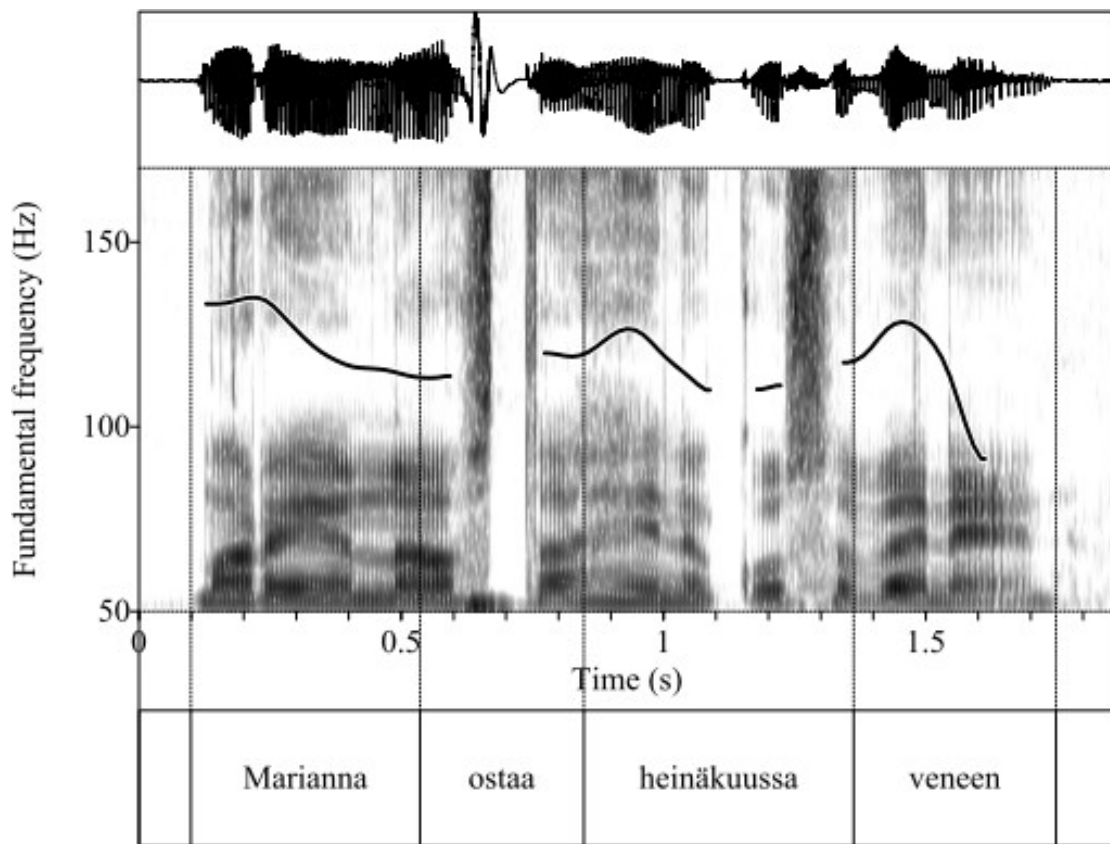 Fundamental frequency (Hz)
150
100
50
0 0.5 1 1.5
Time (s)
Marianna ostaa heinäkuussa veneen